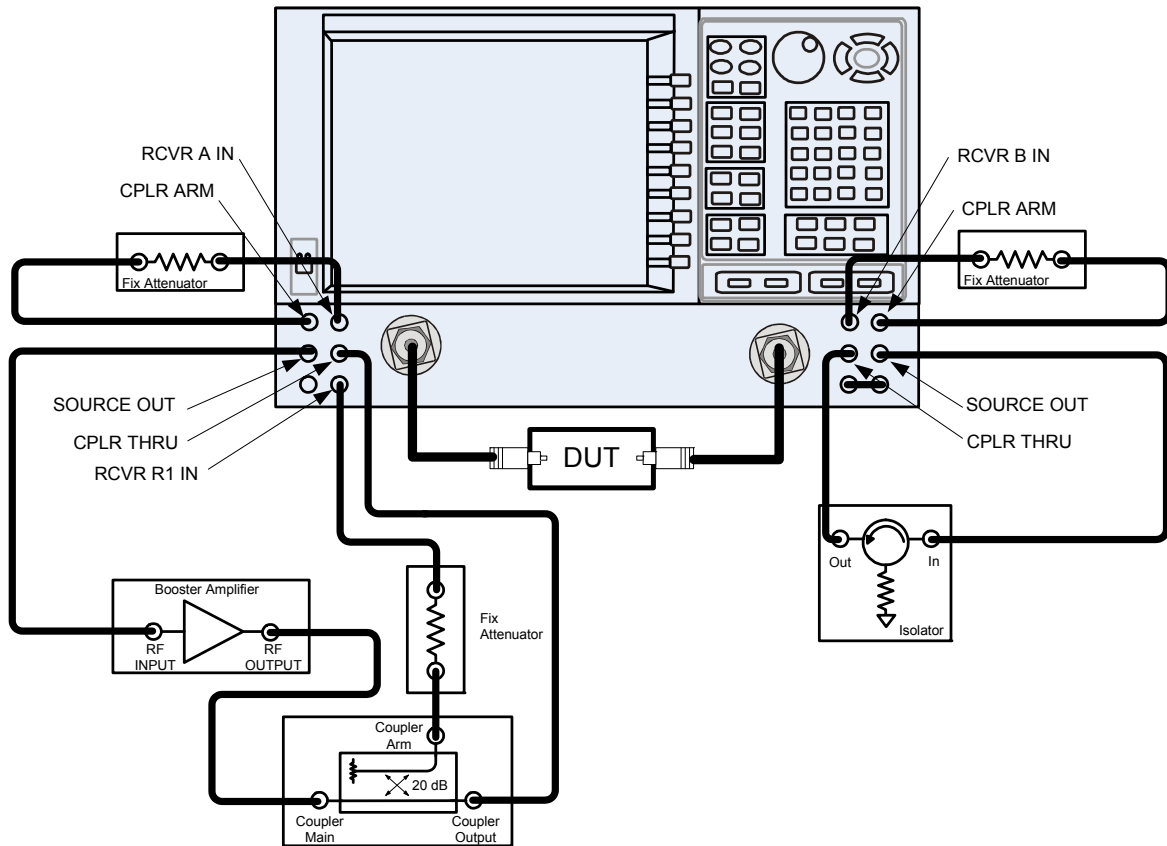 RCVR A IN
CPLR ARM
Fix Attenuator
SOURCE OUT
CPLR THRU
RCVR R1 IN
DUT
RCVR B IN
CPLR ARM
Fix Attenuator
SOURCE OUT
CPLR THRU
Out
In
Isolator
Booster Amplifier
RF
INPUT
RF
OUTPUT
Fix
Attenuator
Coupler
Arm
20 dB
Coupler
Main
Coupler
Output